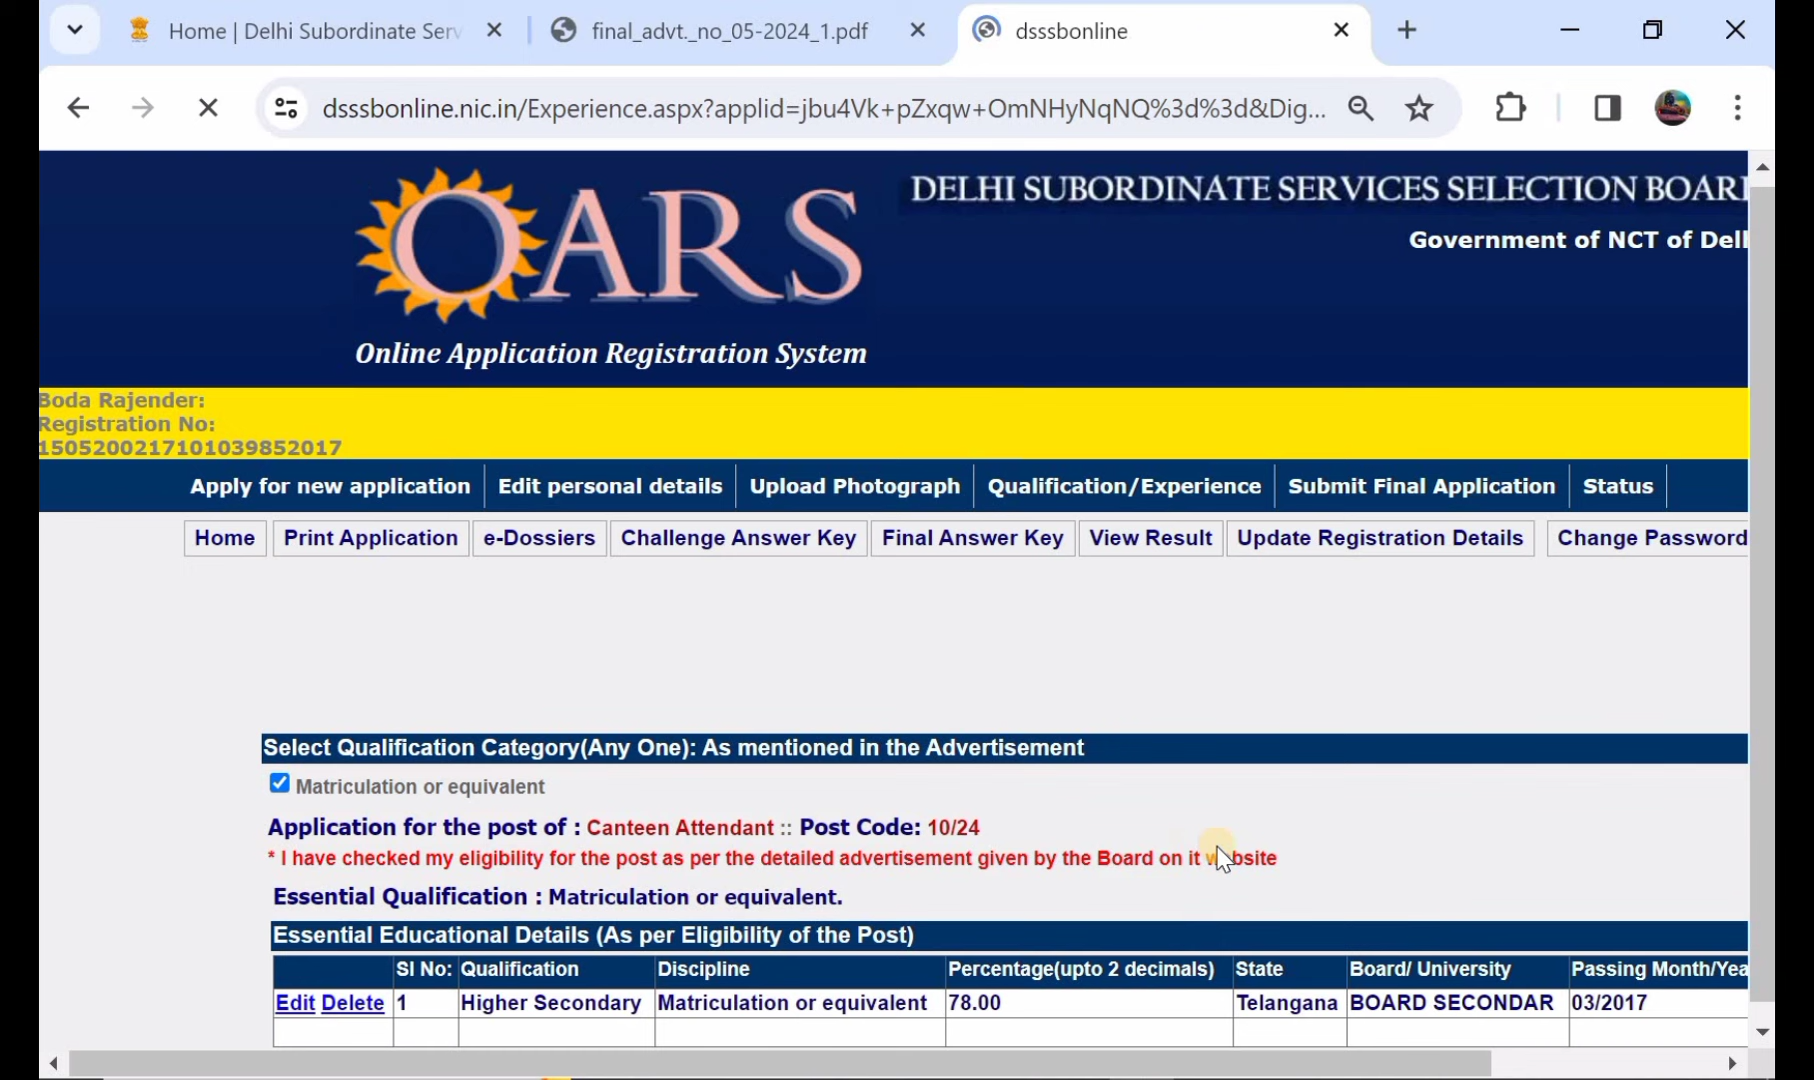 Home | Delhi Subordinate Serv
final_advt._no_05-2024_1.pdf
dsssbonline
dsssbonline.nic.in/Experience.aspx?applid=jbu4Vk+pZxqw+OmNHyNqNQ%3d%3d&Dig...
OARS
Online Application Registration System
DELHI SUBORDINATE SERVICES SELECTION BOAR
Government of NCT of Del
Boda Rajender:
Registration No:
150520021710103985​2017
Apply for new application Edit personal details Upload Photograph Qualification/Experience Submit Final Application Status
Home Print Application e-Dossiers Challenge Answer Key Final Answer Key View Result Update Registration Details Change Password
Select Qualification Category(Any One): As mentioned in the Advertisement
Matriculation or equivalent
Application for the post of : Canteen Attendant :: Post Code: 10/24
* I have checked my eligibility for the post as per the detailed advertisement given by the Board on it website
Essential Qualification : Matriculation or equivalent.
Essential Educational Details (As per Eligibility of the Post)
Sl No: Qualification Discipline Percentage(upto 2 decimals) State Board/ University Passing Month/Yea
Edit Delete 1 Higher Secondary Matriculation or equivalent 78.00 Telangana BOARD SECONDAR 03/2017